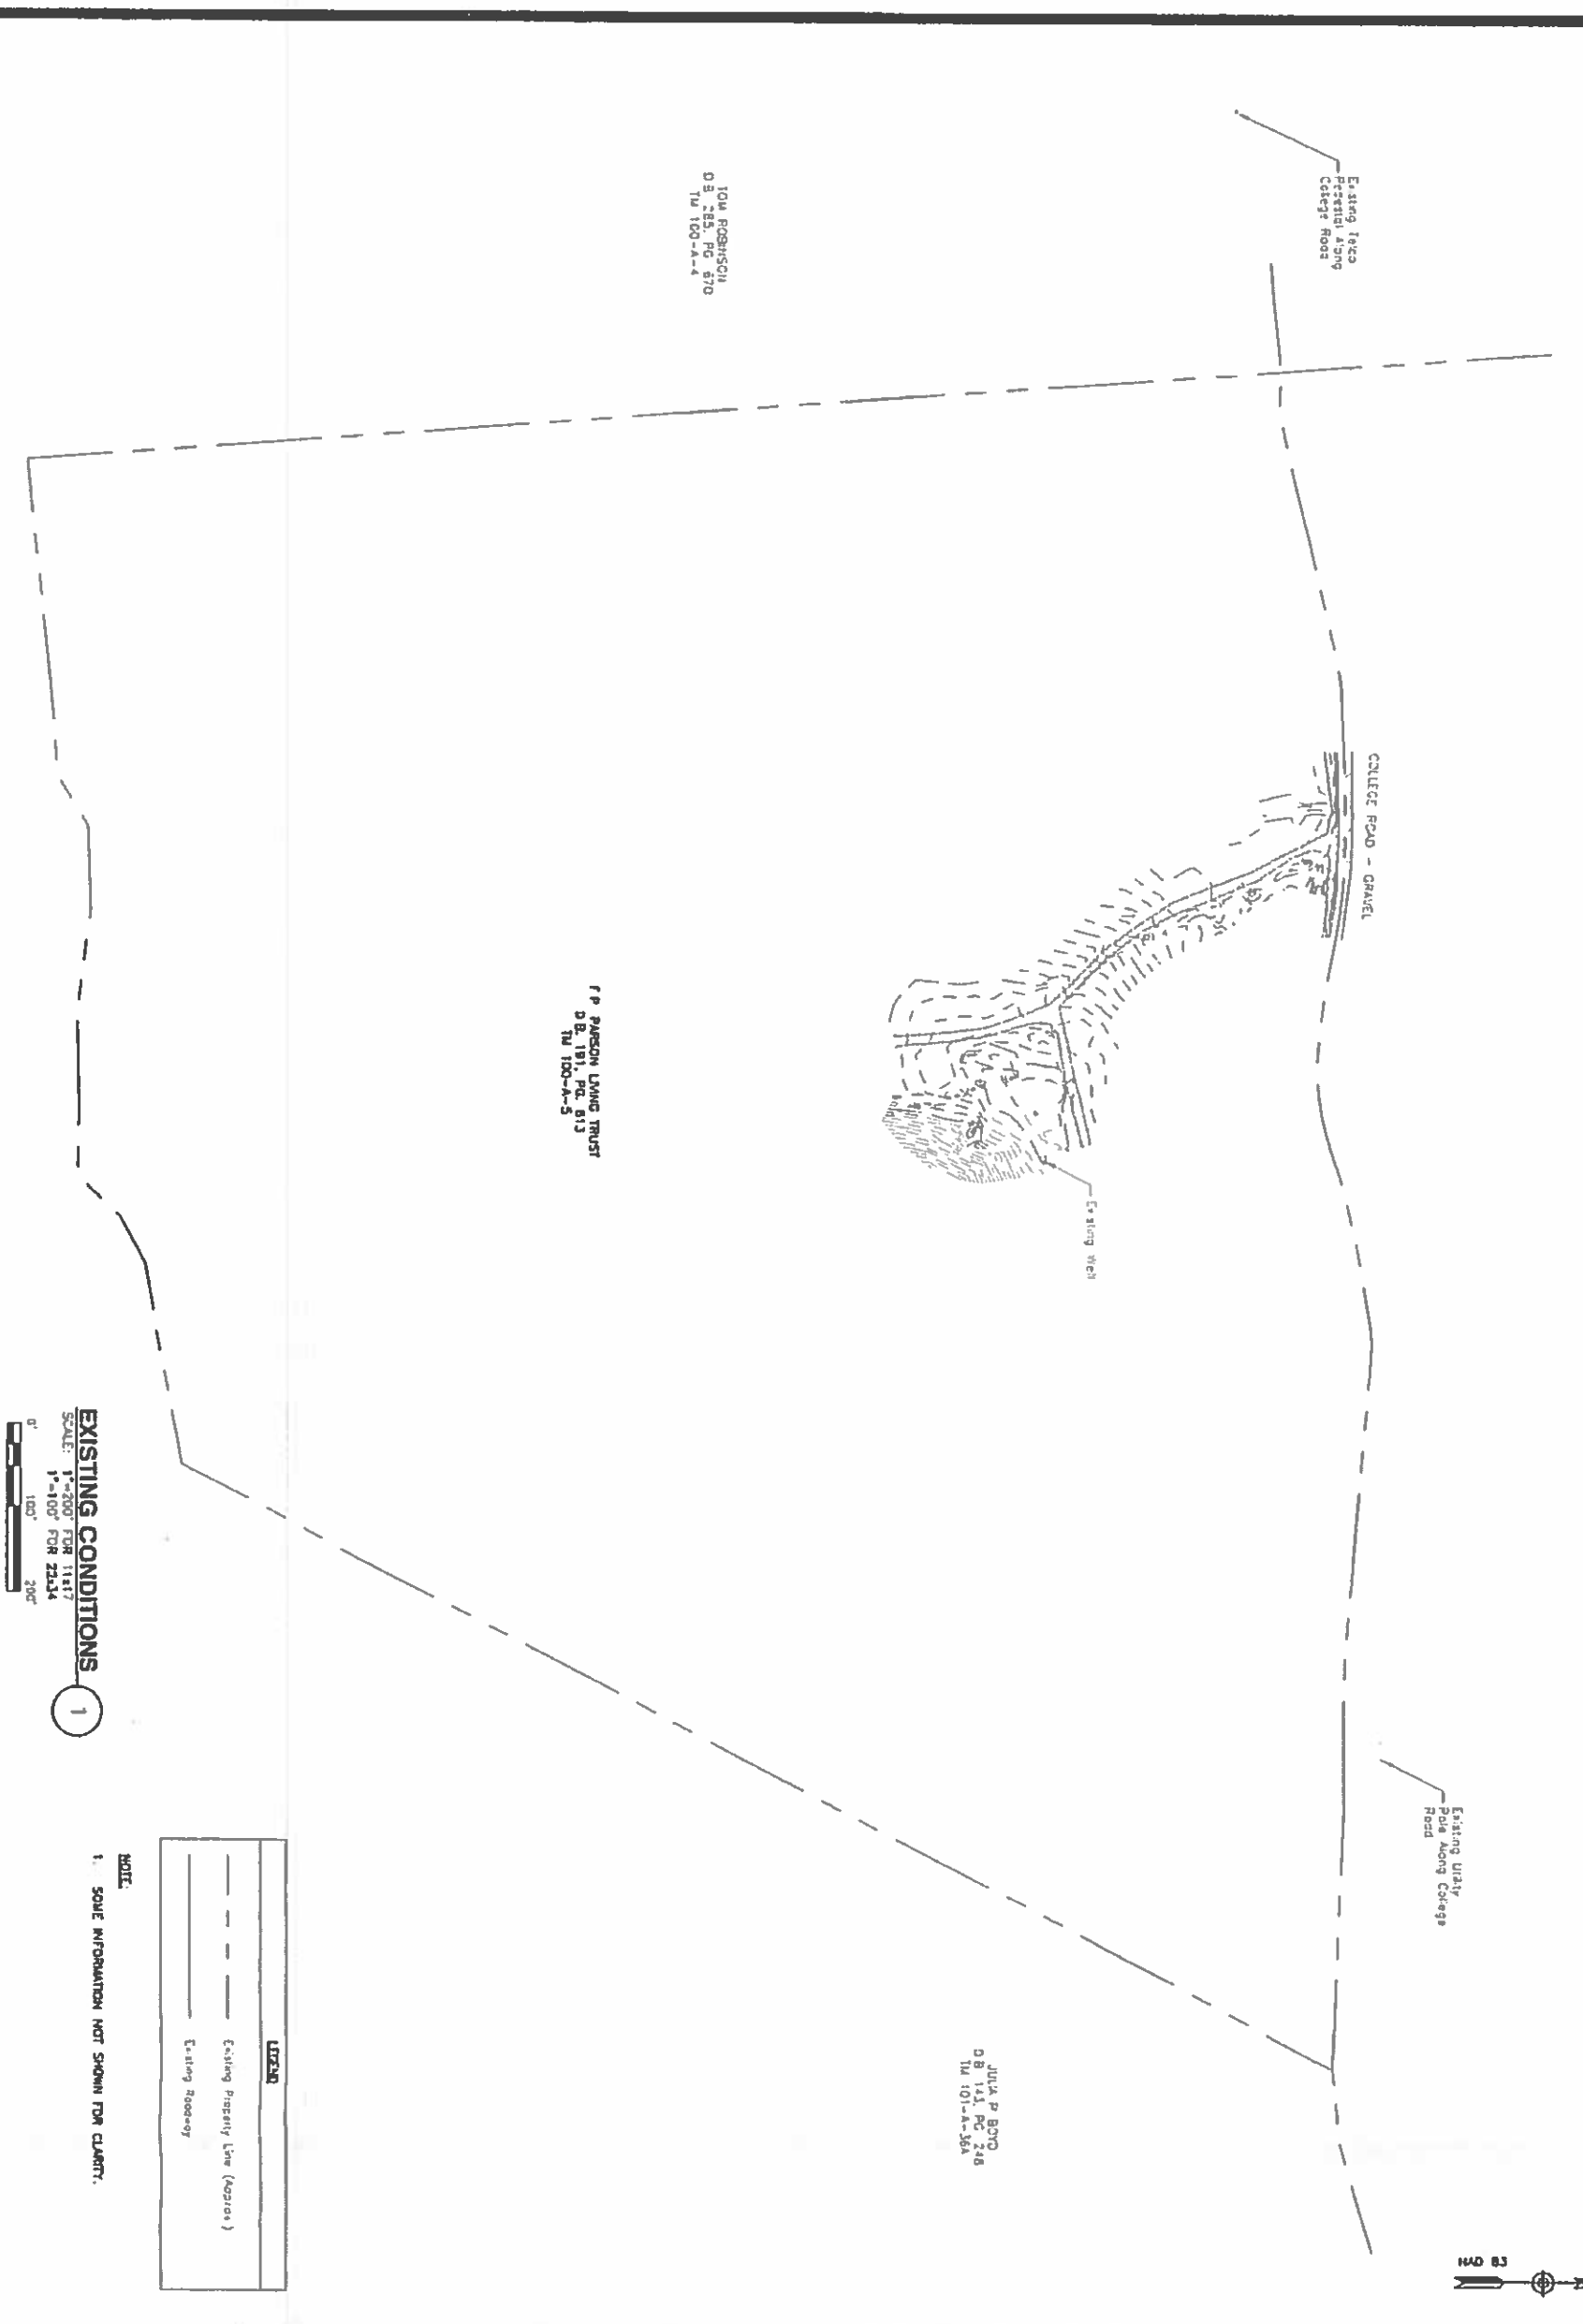 Existing Telco
Pedestal Along
College Road
TOM ROBINSON
D B 285, PG 670
TM 100-A-4
COLLEGE ROAD - GRAVEL
Existing Well
F P PARSON LIVING TRUST
D B. 191, PG. 813
TM 100-A-5
Existing Utility
Pole Along College
Road
JULIA P BOYD
D B 143, PG 248
TM 101-A-36A
NAD 83
EXISTING CONDITIONS
SCALE: 1"=200' FOR 11x17
1"=100' FOR 22x34
0' 100' 200'
1
LEGEND
Existing Property Line (Approx)
Existing Roadway
NOTE:
1. SOME INFORMATION NOT SHOWN FOR CLARITY.